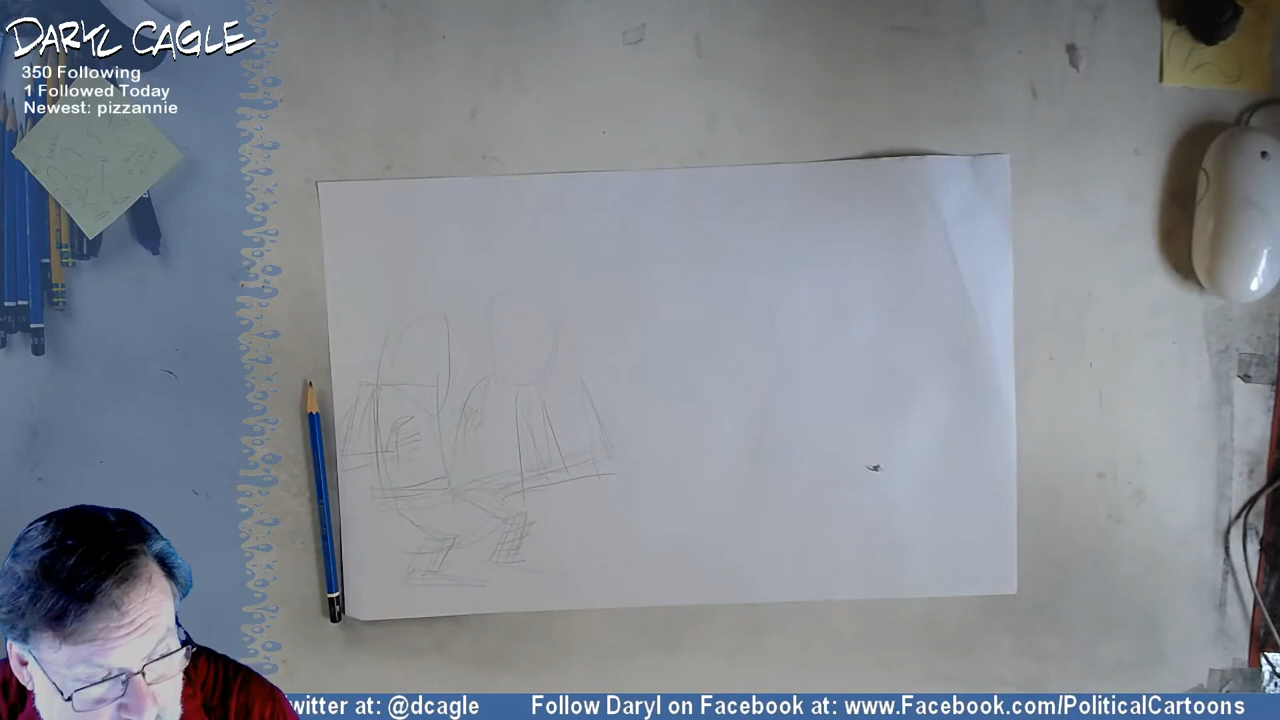 DARYL CAGLE
350 Following
1 Followed Today
Newest: pizzannie
witter at: @dcagle Follow Daryl on Facebook at: www.Facebook.com/PoliticalCartoons